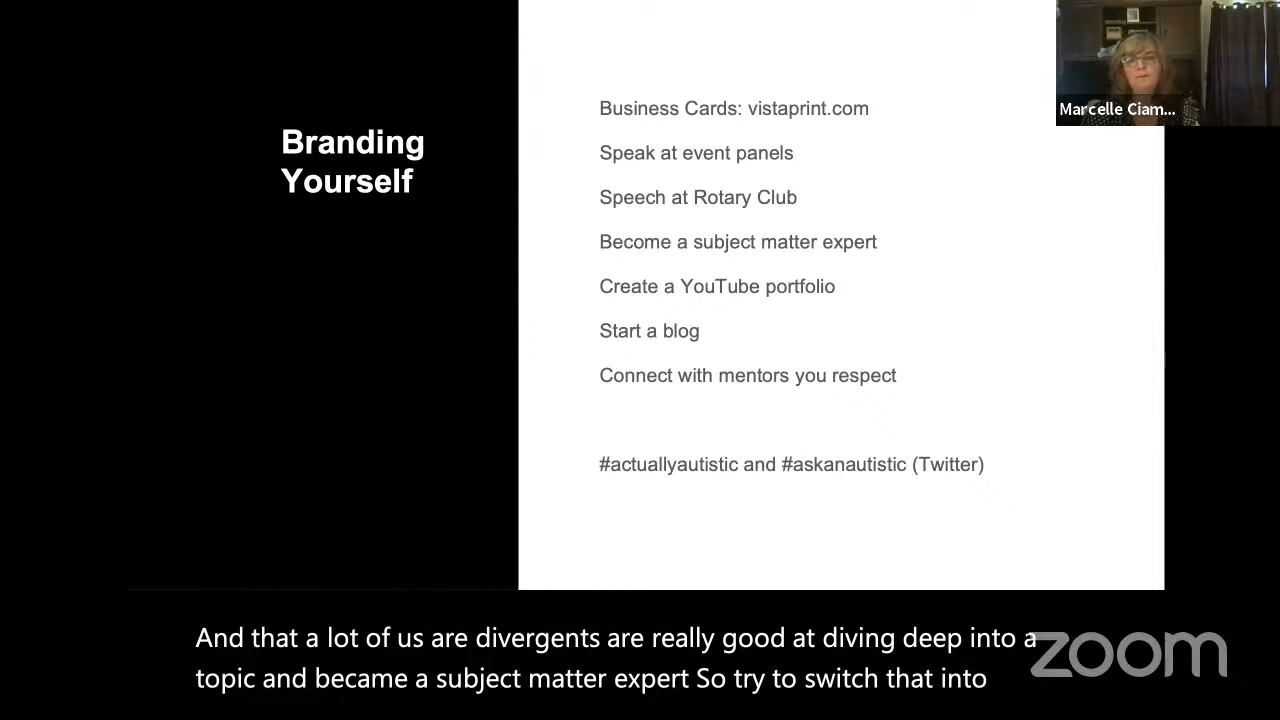 Branding
Yourself
Business Cards: vistaprint.com
Speak at event panels
Speech at Rotary Club
Become a subject matter expert
Create a YouTube portfolio
Start a blog
Connect with mentors you respect
#actuallyautistic and #askanautistic (Twitter)
Marcelle Ciam...
And that a lot of us are divergents are really good at diving deep into a
topic and became a subject matter expert So try to switch that into
zoom